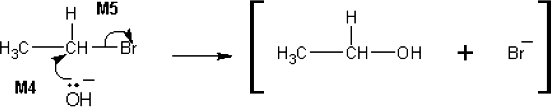 M5
H H
H₃C CH Br H₃C CH OH + Br⁻
M4 :OH⁻